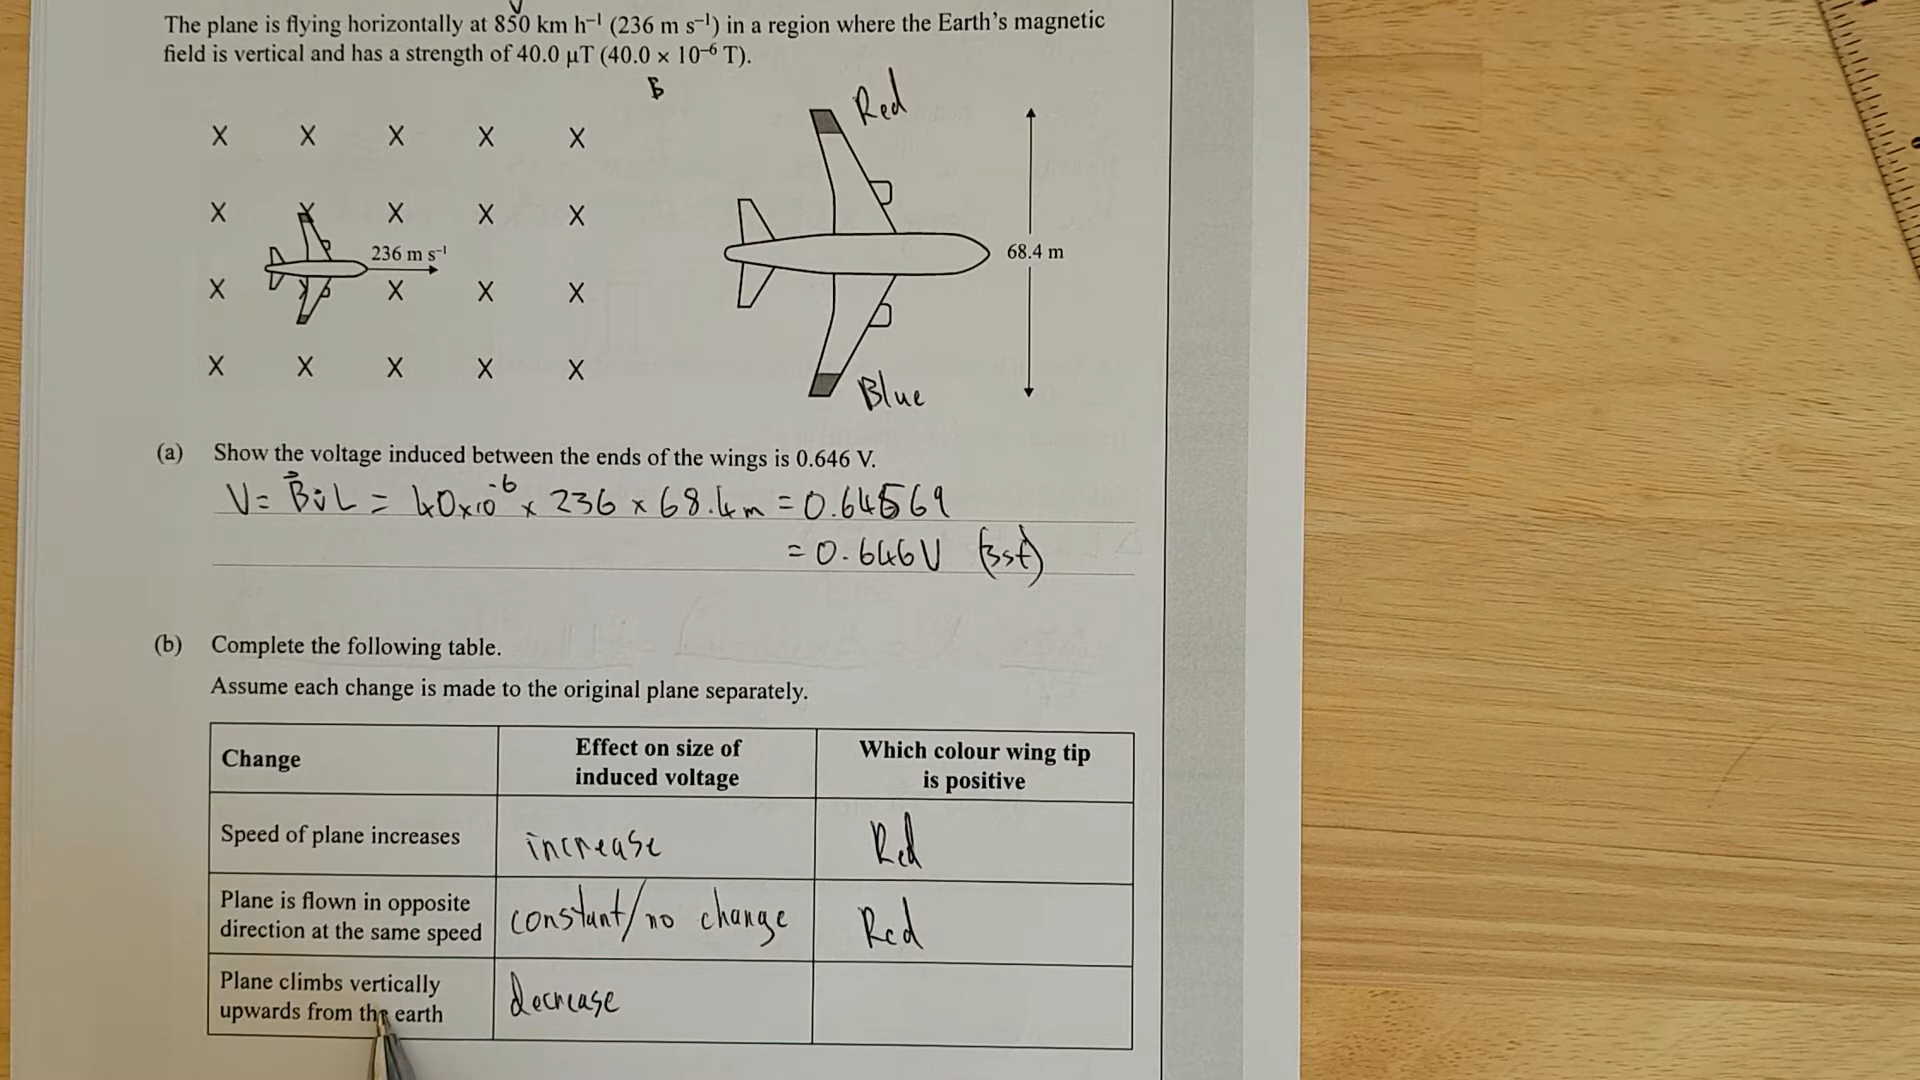 V
The plane is flying horizontally at 850 km h⁻¹ (236 m s⁻¹) in a region where the Earth's magnetic
field is vertical and has a strength of 40.0 μT (40.0 × 10⁻⁶ T).
B
Red
X X X X X
X X X X X
236 m s⁻¹
68.4 m
X X X X X
X X X X X
Blue
(a) Show the voltage induced between the ends of the wings is 0.646 V.
V = BvL = 40×10⁻⁶ × 236 × 68.4m = 0.64569
= 0.646V (3sf)
(b) Complete the following table.
Assume each change is made to the original plane separately.
Change
Effect on size of
induced voltage
Which colour wing tip
is positive
Speed of plane increases
increase
Red
Plane is flown in opposite
direction at the same speed
constant/no change
Red
Plane climbs vertically
upwards from the earth
decrease